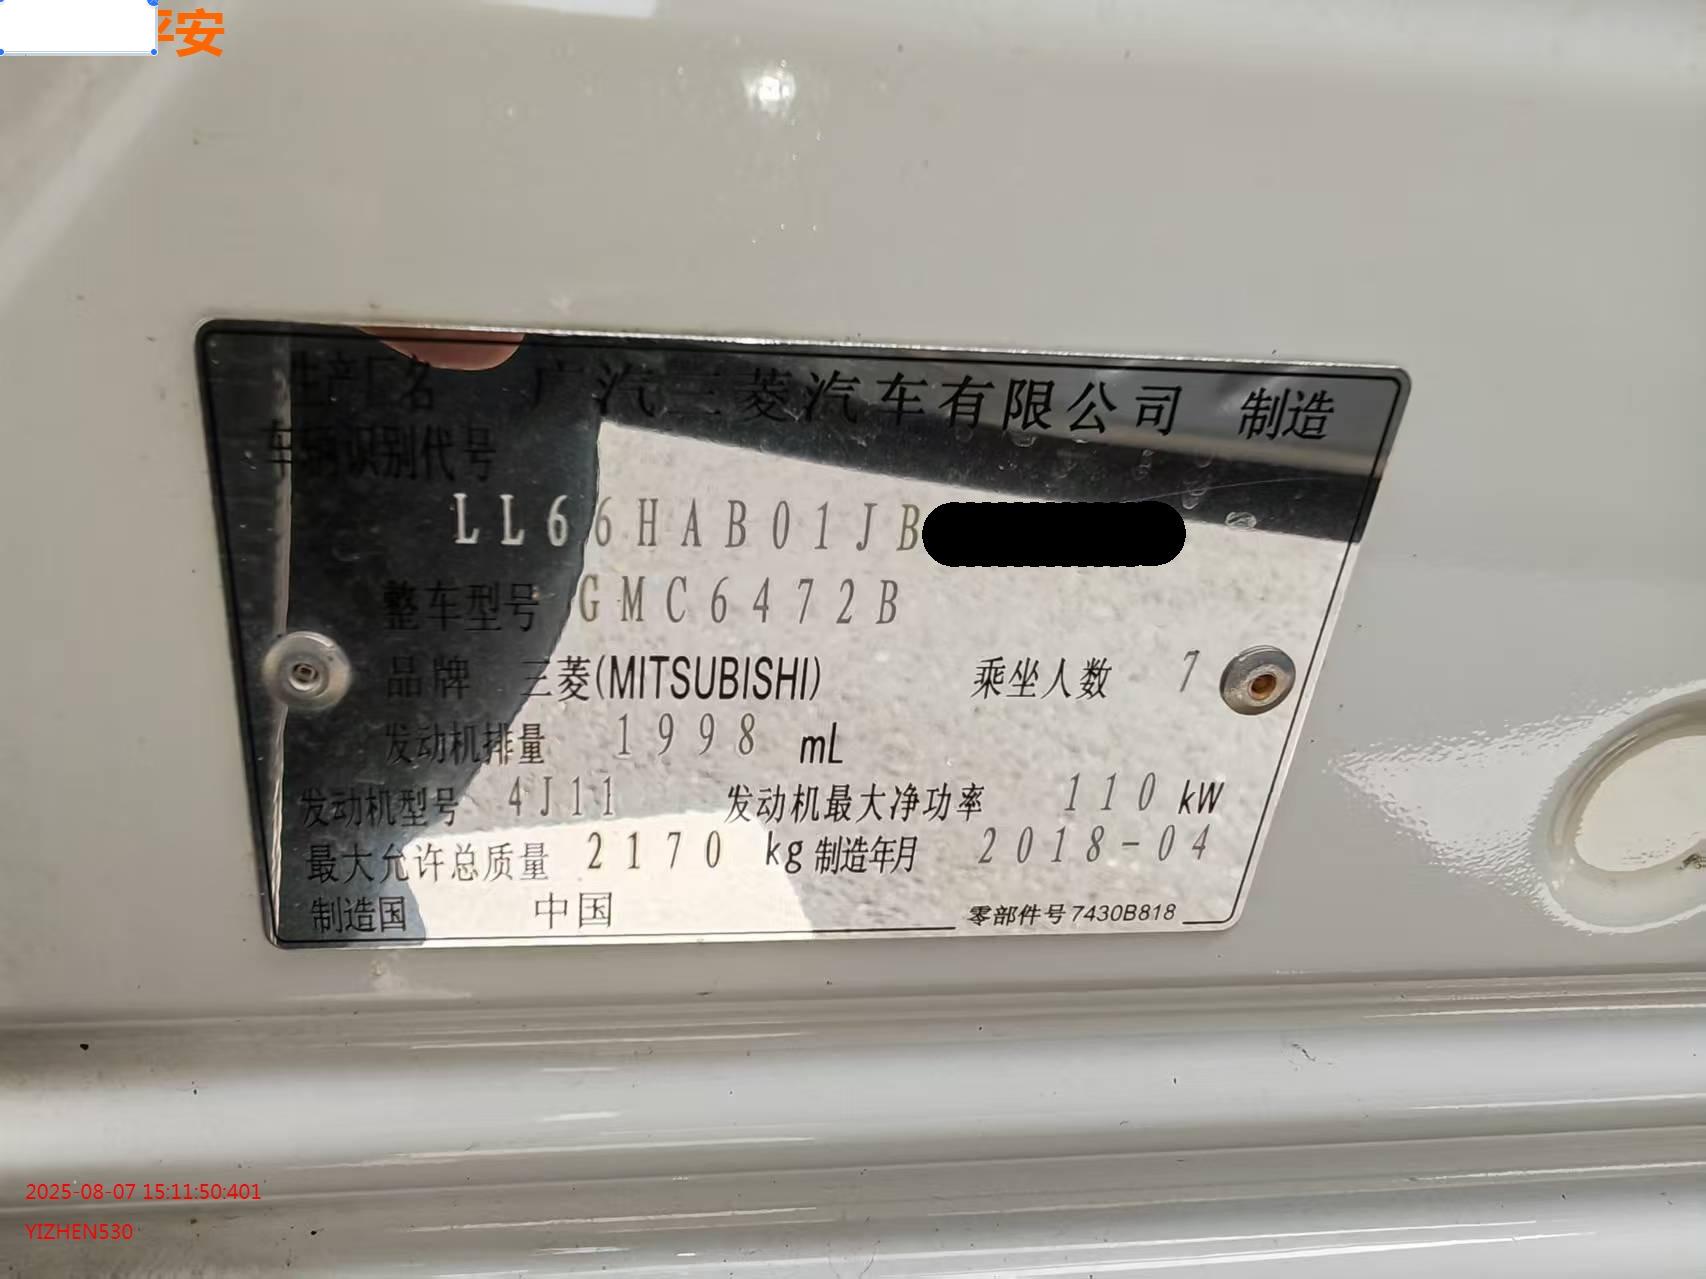 平安
生产厂名 广汽三菱汽车有限公司 制造
车辆识别代号
LL66HAB01JB
整车型号 GMC6472B
品牌 三菱(MITSUBISHI) 乘坐人数 7
发动机排量 1998 mL
发动机型号 4J11 发动机最大净功率 110 kW
最大允许总质量 2170 kg 制造年月 2018-04
制造国 中国 零部件号 7430B818
2025-08-07 15:11:50:401
YIZHEN530